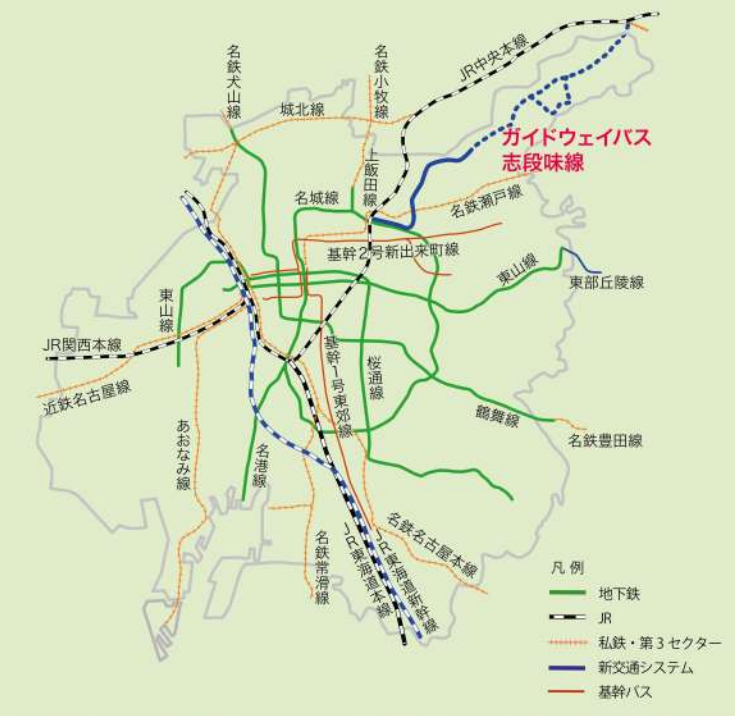 名鉄犬山線
名鉄小牧線
JR中央本線
城北線
ガイドウェイバス
志段味線
上飯田線
名城線
名鉄瀬戸線
基幹2号新出来町線
東山線
東部丘陵線
東山線
JR関西本線
近鉄名古屋線
基幹1号東郊線
桜通線
鶴舞線
名鉄豊田線
あおなみ線
名港線
名鉄常滑線
JR東海道本線
JR東海道新幹線
名鉄名古屋本線
凡例
地下鉄
JR
私鉄・第3セクター
新交通システム
基幹バス